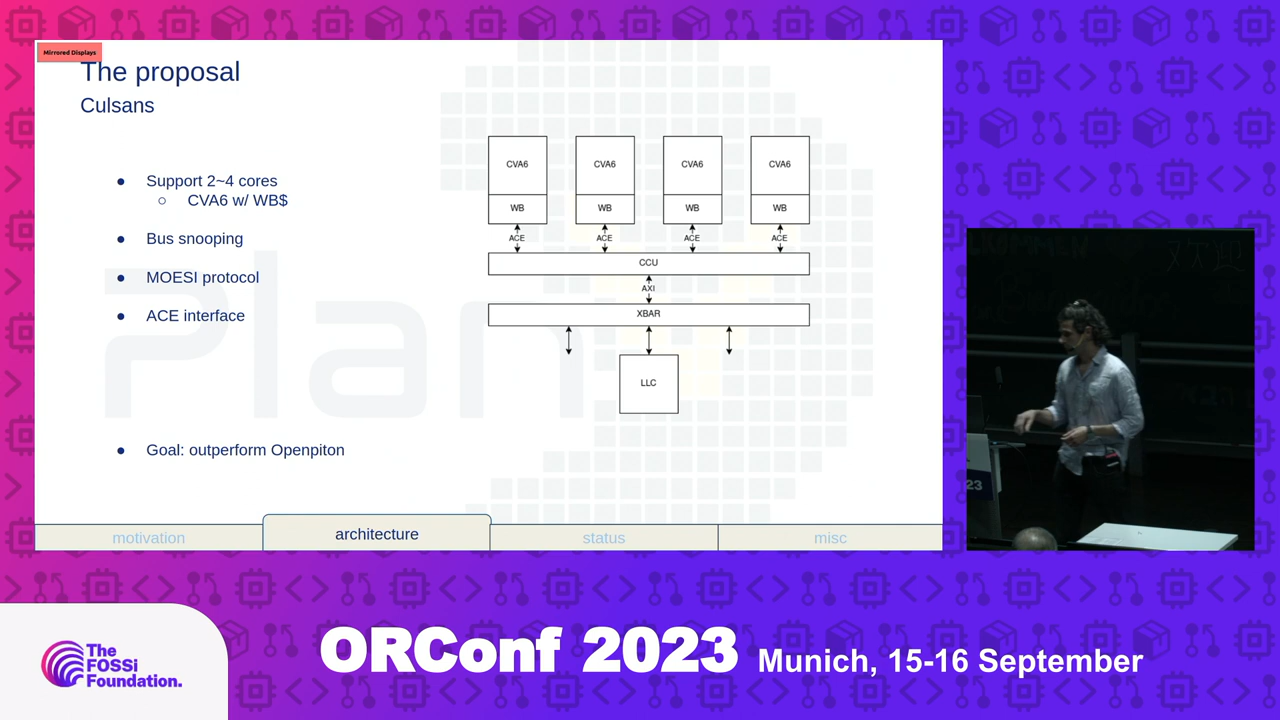 Mirrored Displays
The proposal
Culsans
Support 2~4 cores
CVA6 w/ WB$
Bus snooping
MOESI protocol
ACE interface
Goal: outperform Openpiton
CVA6 CVA6 CVA6 CVA6
WB WB WB WB
ACE ACE ACE ACE
CCU
AXI
XBAR
LLC
Plan
motivation architecture status misc
23
The FOSSi Foundation.
ORConf 2023 Munich, 15-16 September